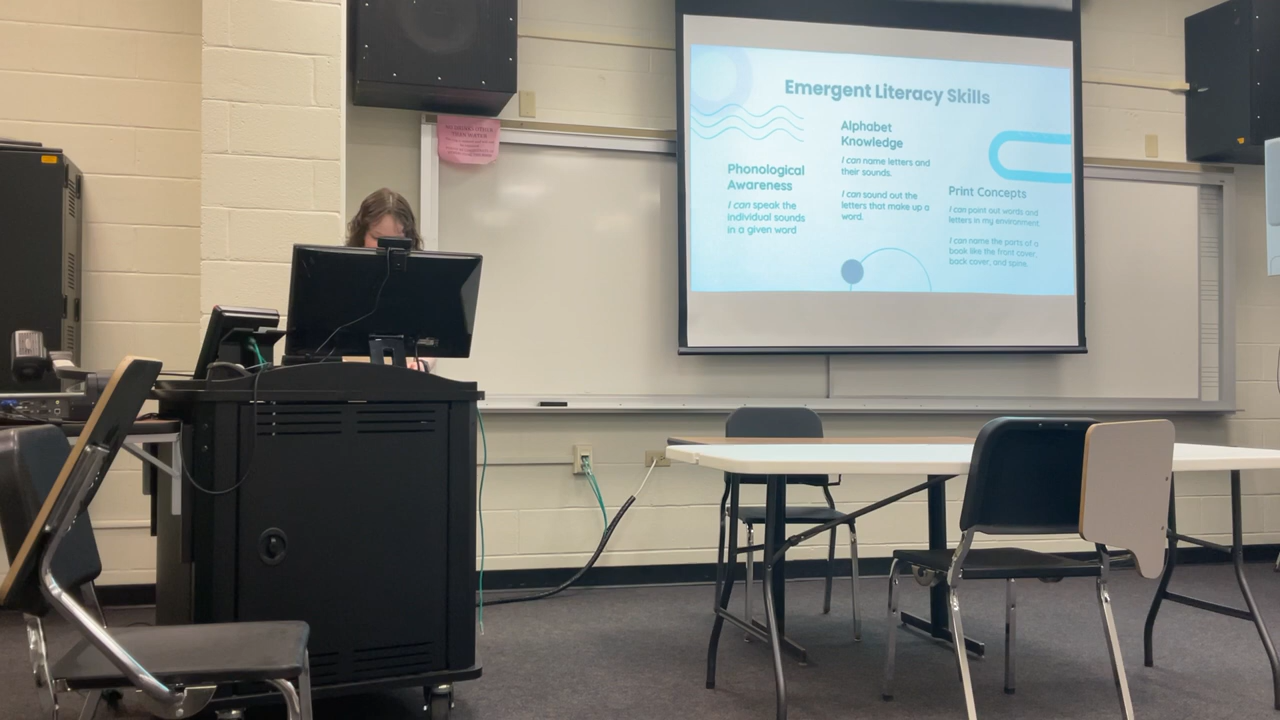 Emergent Literacy Skills
Phonological
Awareness
I can speak the
individual sounds
in a given word
Alphabet
Knowledge
I can name letters and
their sounds.
I can sound out the
letters that make up a
word.
Print Concepts
I can point out words and
letters in my environment.
I can name the parts of a
book like the front cover,
back cover, and spine.